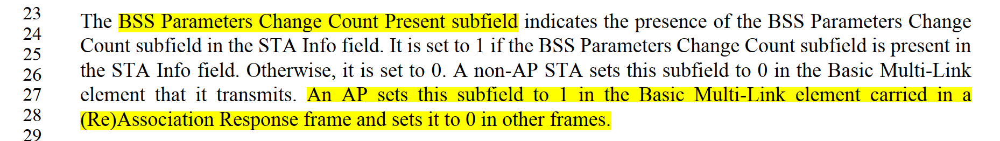 23
The BSS Parameters Change Count Present subfield indicates the presence of the BSS Parameters Change
24
Count subfield in the STA Info field. It is set to 1 if the BSS Parameters Change Count subfield is present in
25
26
the STA Info field. Otherwise, it is set to 0. A non-AP STA sets this subfield to 0 in the Basic Multi-Link
27
element that it transmits. An AP sets this subfield to 1 in the Basic Multi-Link element carried in a
28
(Re)Association Response frame and sets it to 0 in other frames.
29